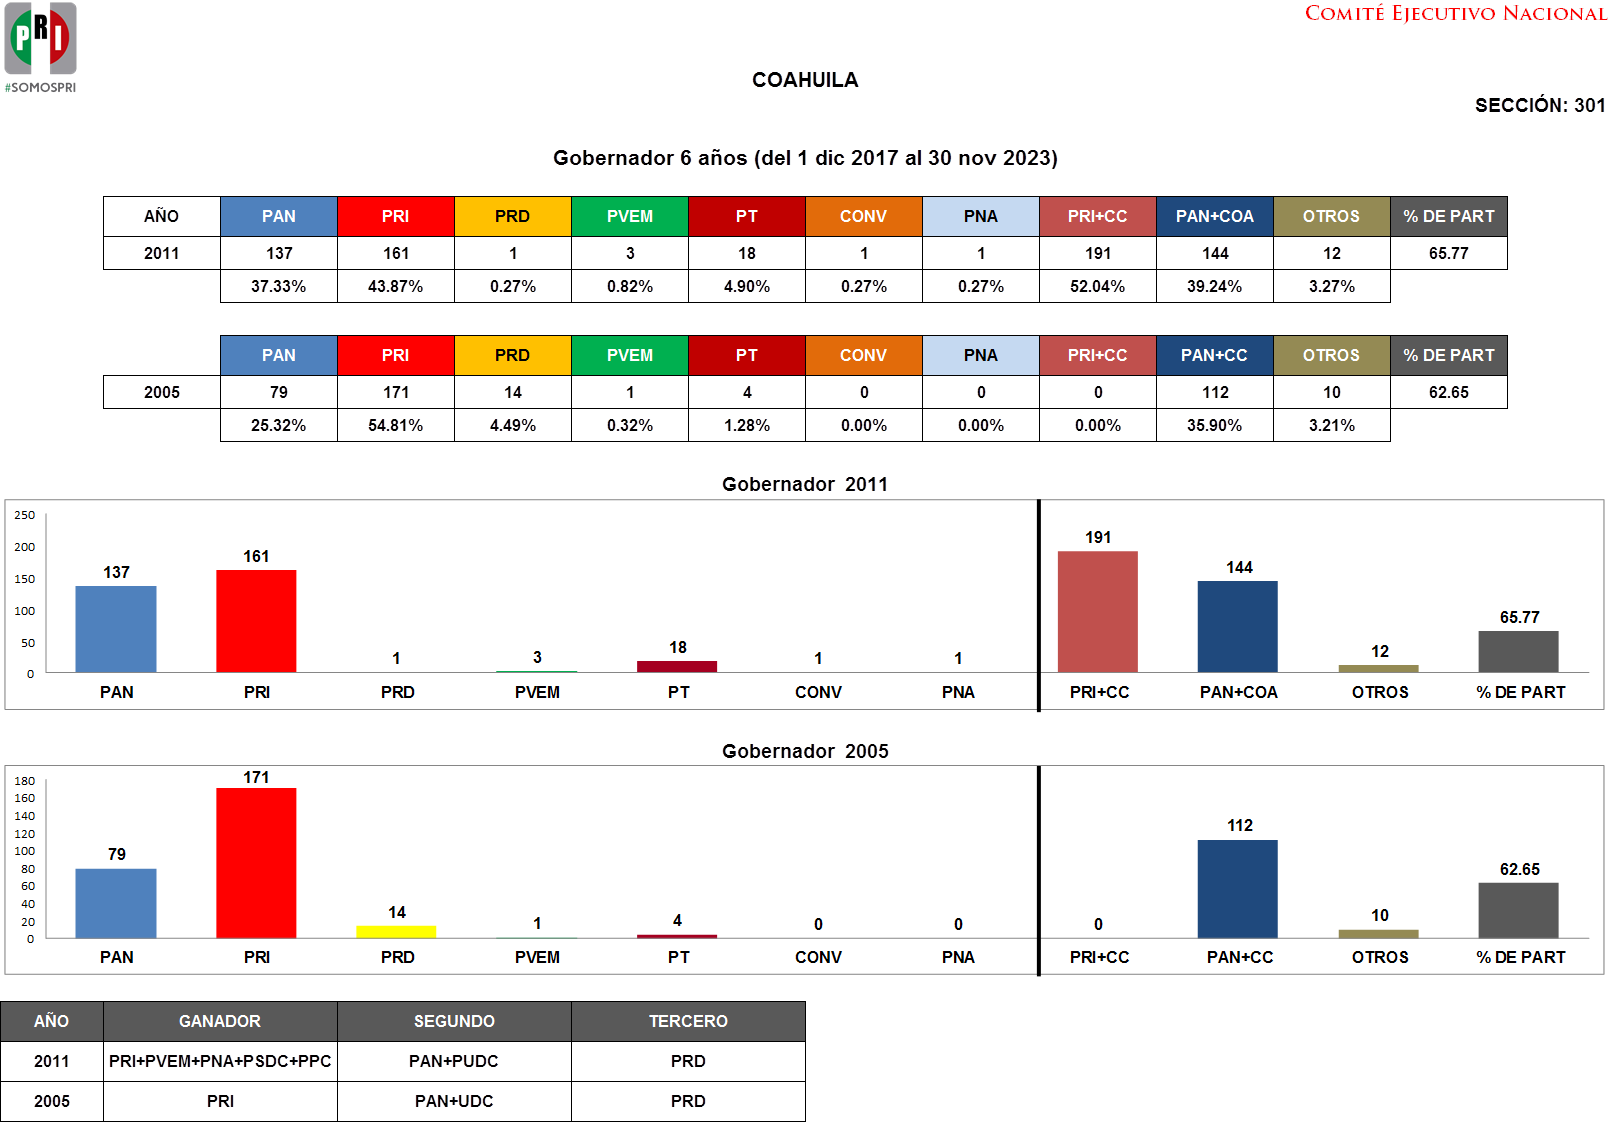 PRI
#SOMOSPRI
COMITÉ EJECUTIVO NACIONAL
COAHUILA
SECCIÓN: 301
Gobernador 6 años (del 1 dic 2017 al 30 nov 2023)
AÑO PAN PRI PRD PVEM PT CONV PNA PRI+CC PAN+COA OTROS % DE PART
2011 137 161 1 3 18 1 1 191 144 12 65.77
37.33% 43.87% 0.27% 0.82% 4.90% 0.27% 0.27% 52.04% 39.24% 3.27%
PAN PRI PRD PVEM PT CONV PNA PRI+CC PAN+CC OTROS % DE PART
2005 79 171 14 1 4 0 0 0 112 10 62.65
25.32% 54.81% 4.49% 0.32% 1.28% 0.00% 0.00% 0.00% 35.90% 3.21%
Gobernador 2011
250
200
150
100
50
0
137 161 1 3 18 1 1 191 144 12 65.77
PAN PRI PRD PVEM PT CONV PNA PRI+CC PAN+COA OTROS % DE PART
Gobernador 2005
180
160
140
120
100
80
60
40
20
0
79 171 14 1 4 0 0 0 112 10 62.65
PAN PRI PRD PVEM PT CONV PNA PRI+CC PAN+CC OTROS % DE PART
AÑO GANADOR SEGUNDO TERCERO
2011 PRI+PVEM+PNA+PSDC+PPC PAN+PUDC PRD
2005 PRI PAN+UDC PRD